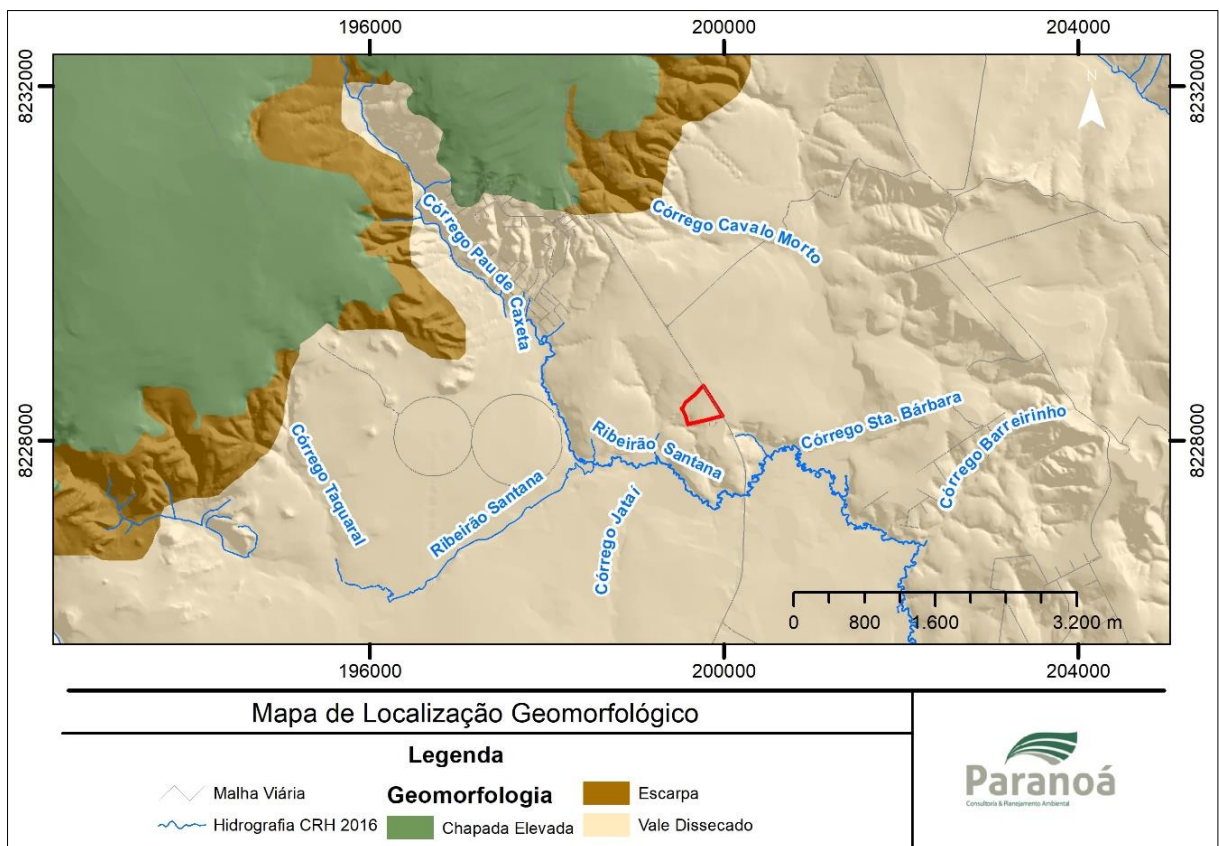 196000
200000
204000
8232000
8232000
N
Córrego Pau de Caxeta
Córrego Cavalo Morto
8228000
8228000
Córrego Taquaral
Ribeirão Santana
Ribeirão Santana
Córrego Jataí
Córrego Sta. Bárbara
Córrego Barreirinho
0 800 1.600 3.200 m
196000
200000
204000
Mapa de Localização Geomorfológico
Legenda
Malha Viária
Hidrografia CRH 2016
Geomorfologia
Chapada Elevada
Escarpa
Vale Dissecado
Paranoá
Consultoria & Planejamento Ambiental